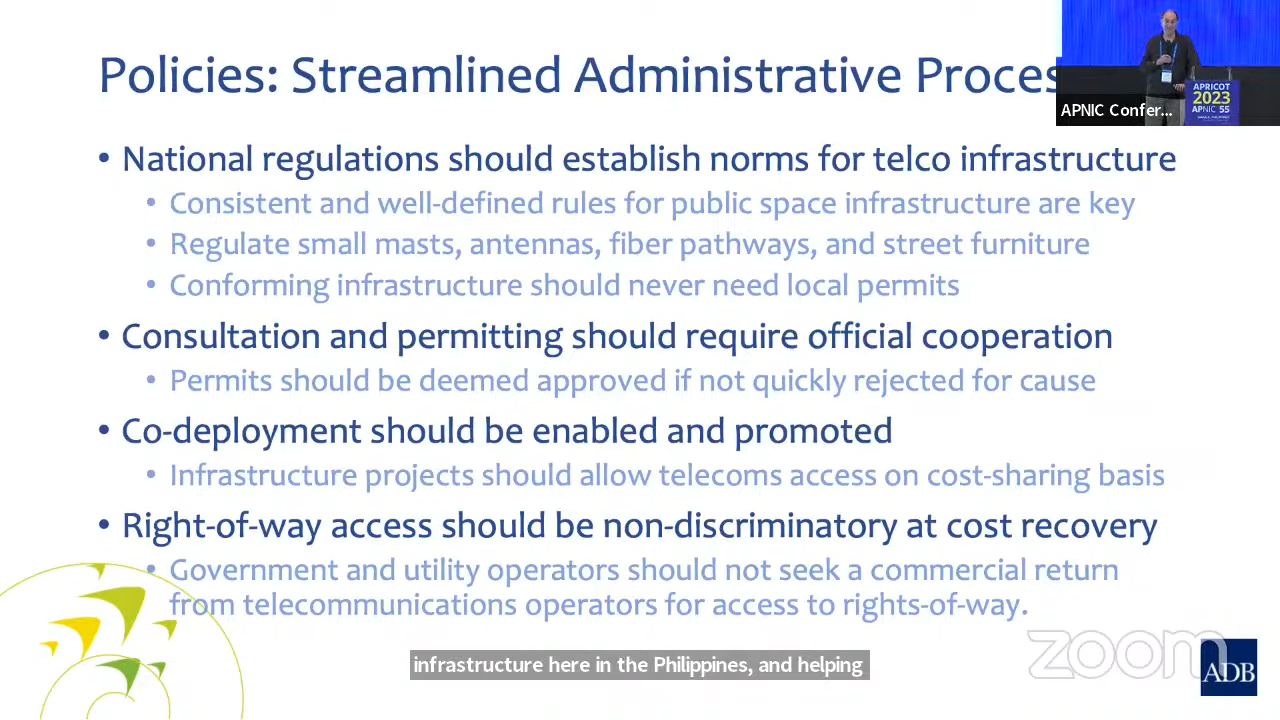 Policies: Streamlined Administrative Proces
• National regulations should establish norms for telco infrastructure
• Consistent and well-defined rules for public space infrastructure are key
• Regulate small masts, antennas, fiber pathways, and street furniture
• Conforming infrastructure should never need local permits
• Consultation and permitting should require official cooperation
• Permits should be deemed approved if not quickly rejected for cause
• Co-deployment should be enabled and promoted
• Infrastructure projects should allow telecoms access on cost-sharing basis
• Right-of-way access should be non-discriminatory at cost recovery
• Government and utility operators should not seek a commercial return
from telecommunications operators for access to rights-of-way.
APRICOT
2023
APNIC 55
APNIC Confer...
infrastructure here in the Philippines, and helping
zoom
ADB